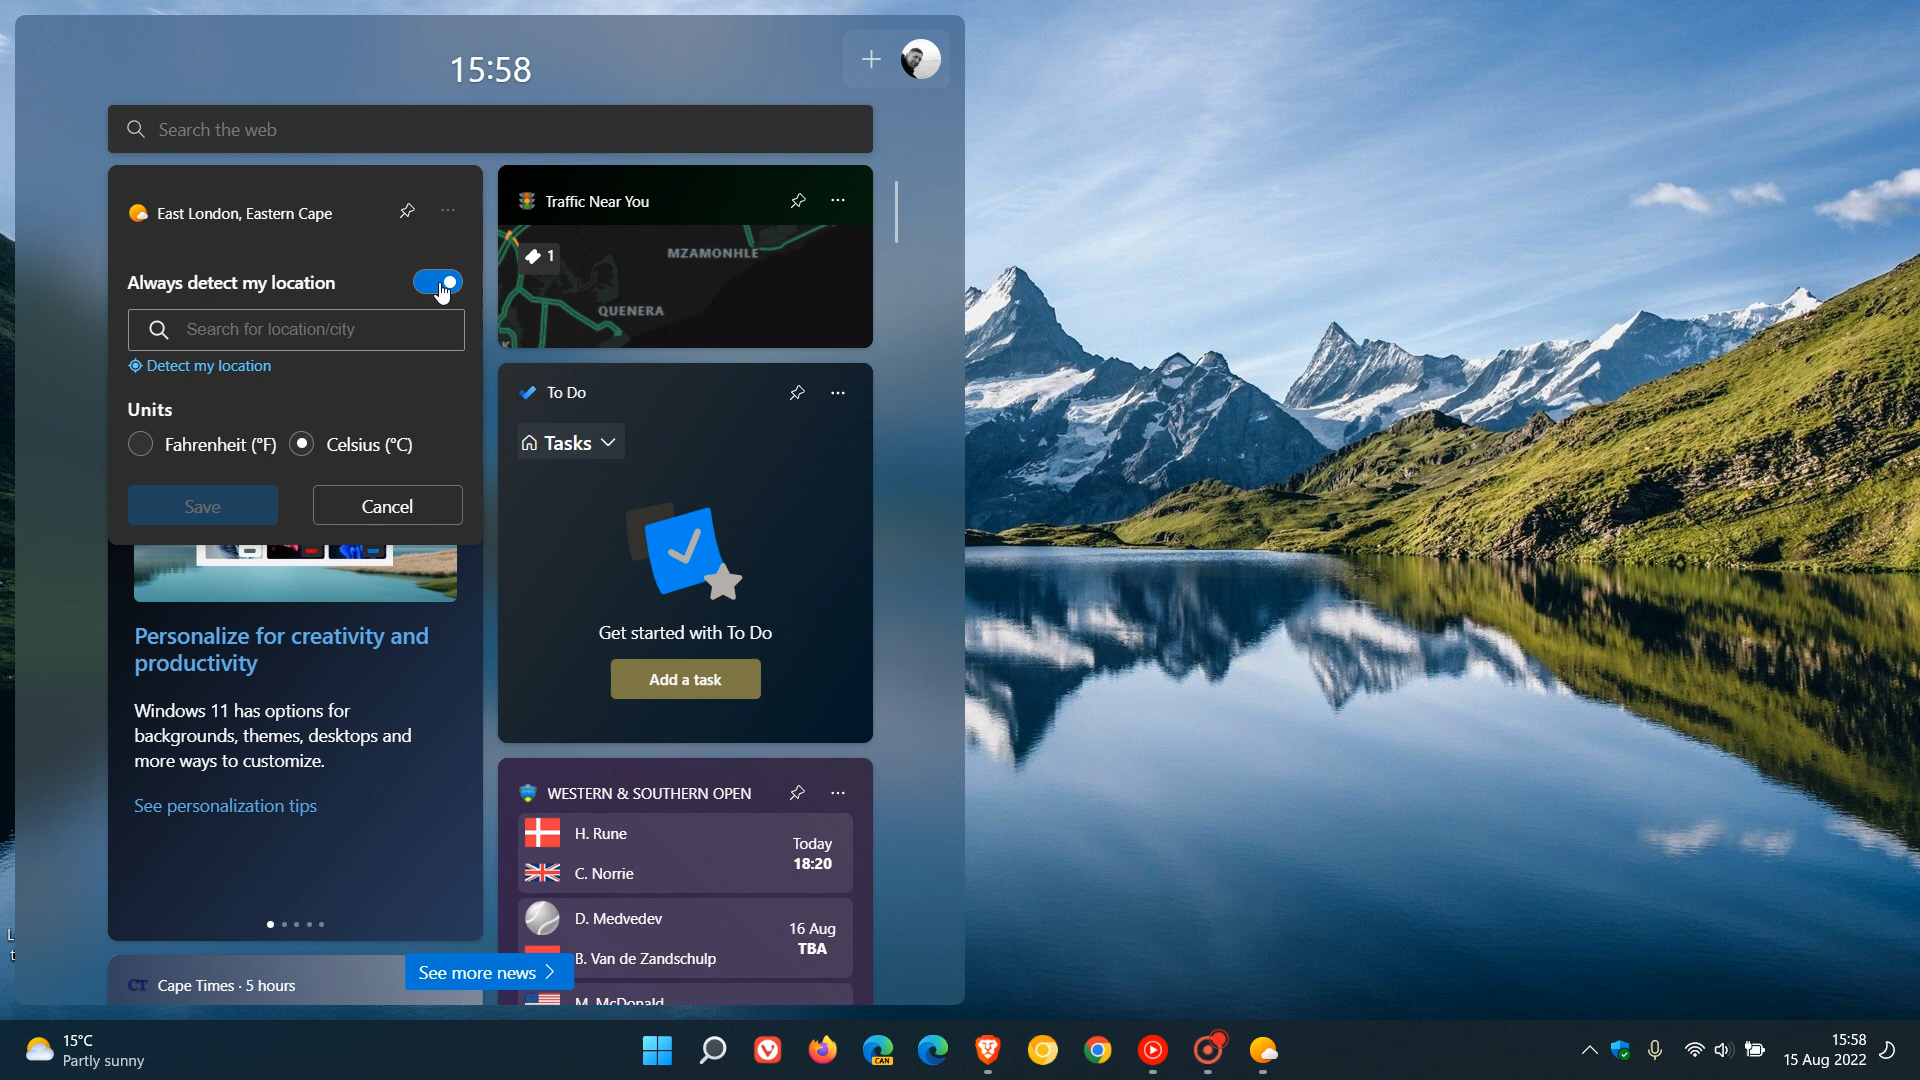 15:58
Search the web
East London, Eastern Cape
Always detect my location
Search for location/city
Detect my location
Units
Fahrenheit (°F)
Celsius (°C)
Save
Cancel
Personalize for creativity and
productivity
Windows 11 has options for
backgrounds, themes, desktops and
more ways to customize.
See personalization tips
CT Cape Times · 5 hours
See more news
Traffic Near You
1
MZAMONHLE
QUENERA
To Do
Tasks
Get started with To Do
Add a task
WESTERN & SOUTHERN OPEN
H. Rune
C. Norrie
Today
18:20
D. Medvedev
B. Van de Zandschulp
16 Aug
TBA
M. McDonald
15°C
Partly sunny
CAN
15:58
15 Aug 2022